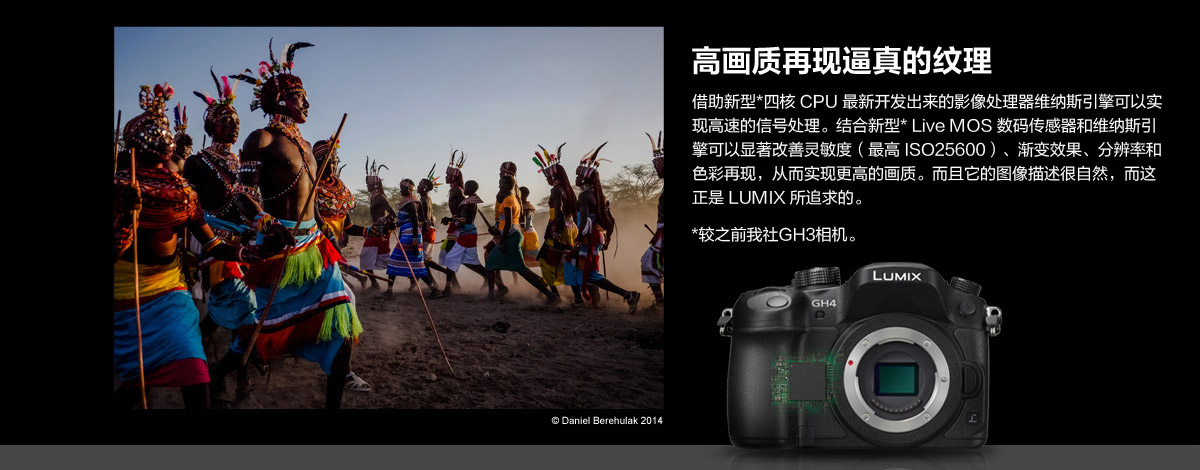 高画质再现逼真的纹理
借助新型*四核 CPU 最新开发出来的影像处理器维纳斯引擎可以实
现高速的信号处理。结合新型* Live MOS 数码传感器和维纳斯引
擎可以显著改善灵敏度（最高 ISO25600）、渐变效果、分辨率和
色彩再现，从而实现更高的画质。而且它的图像描述很自然，而这
正是 LUMIX 所追求的。
*较之前我社GH3相机。
LUMIX
GH4
© Daniel Berehulak 2014